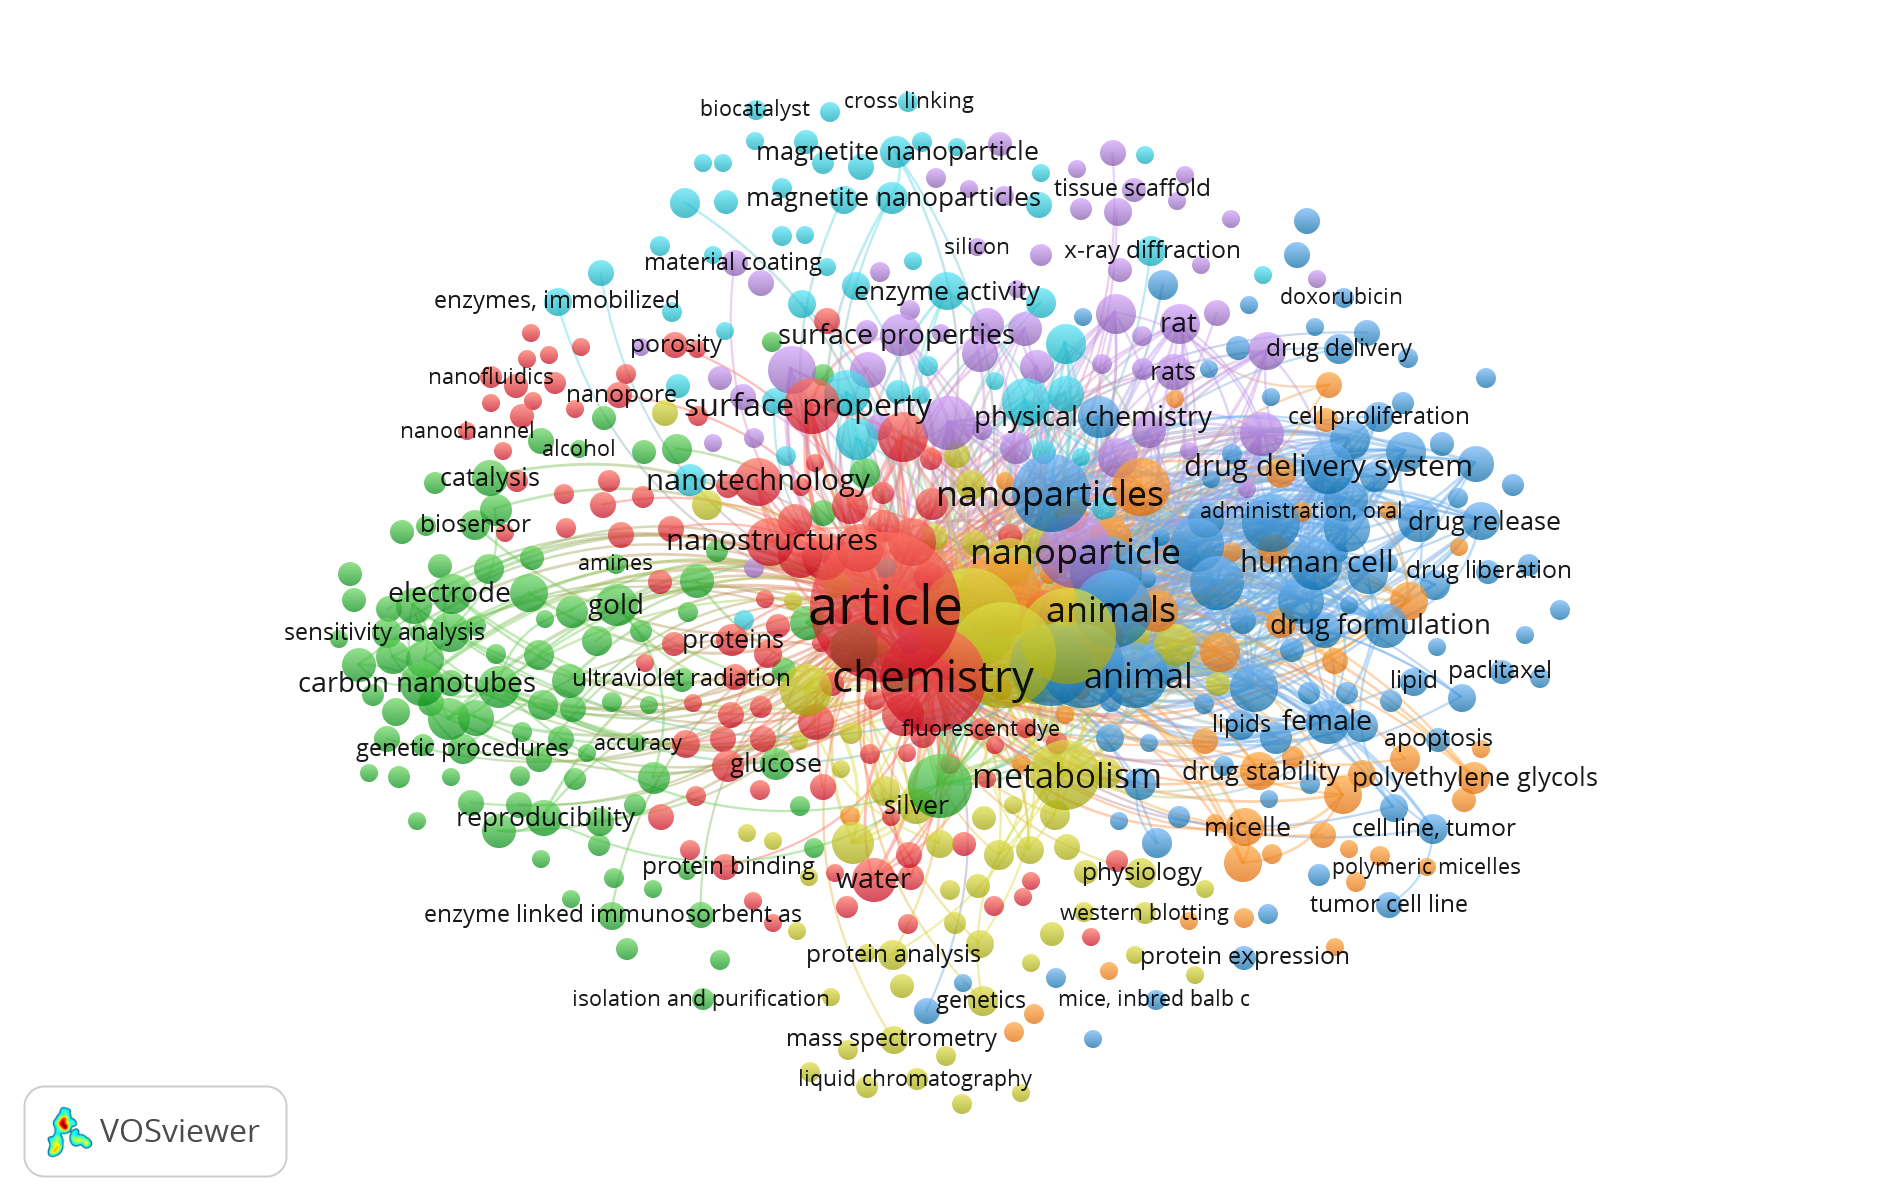 cross linking
biocatalyst
magnetite nanoparticle
tissue scaffold
magnetite nanoparticles
silicon
x-ray diffraction
material coating
enzyme activity
doxorubicin
enzymes, immobilized
rat
surface properties
porosity
drug delivery
rats
nanofluidics
nanopore
surface property
physical chemistry
cell proliferation
nanochannel
alcohol
drug delivery system
catalysis
nanotechnology
nanoparticles
administration, oral
drug release
biosensor
nanostructures
nanoparticle
amines
human cell
drug liberation
electrode
gold
article
animals
drug formulation
sensitivity analysis
proteins
carbon nanotubes
ultraviolet radiation
chemistry
animal
lipid
paclitaxel
fluorescent dye
lipids
female
apoptosis
genetic procedures
accuracy
glucose
metabolism
drug stability
polyethylene glycols
silver
reproducibility
micelle
cell line, tumor
protein binding
water
physiology
polymeric micelles
enzyme linked immunosorbent as
western blotting
tumor cell line
protein analysis
protein expression
isolation and purification
genetics
mice, inbred balb c
mass spectrometry
liquid chromatography
VOSviewer